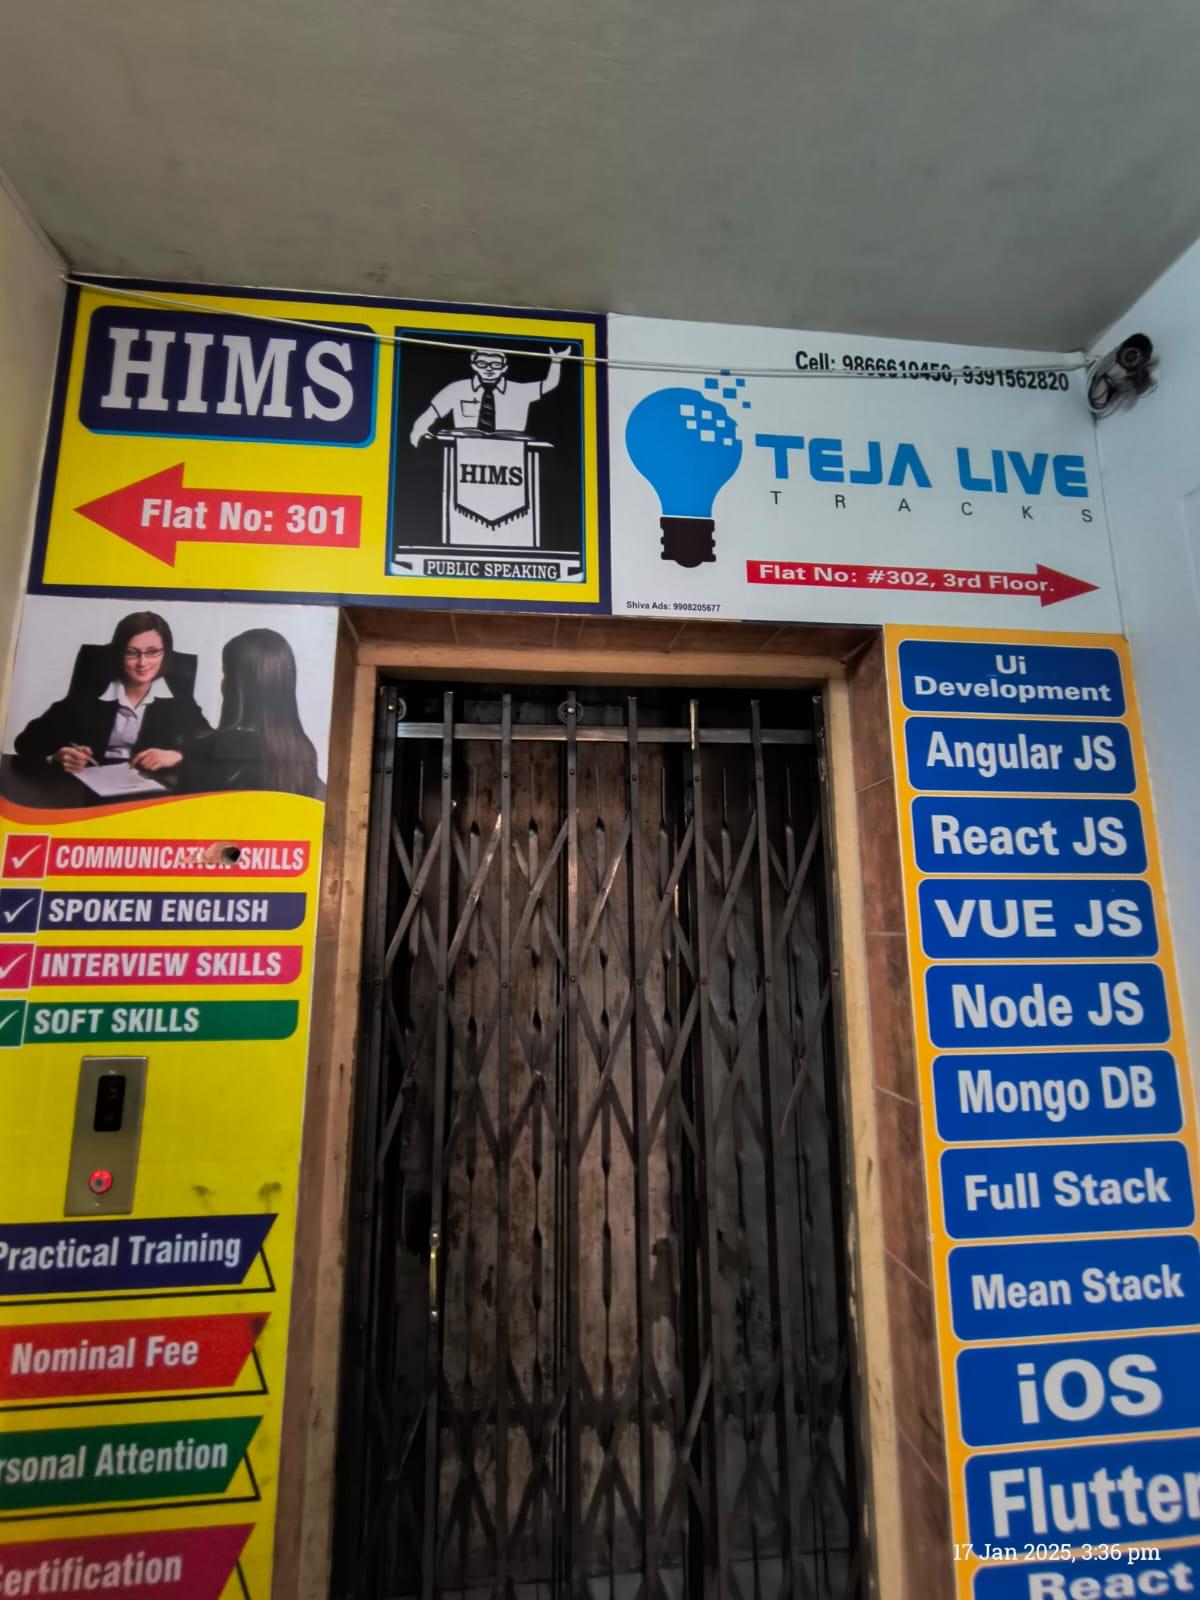 HIMS
Flat No: 301
HIMS
PUBLIC SPEAKING
Cell: 9866610450, 9391562820
TEJA LIVE
TRACKS
Flat No: #302, 3rd Floor.
Shiva Ads: 9908205677
COMMUNICATION SKILLS
SPOKEN ENGLISH
INTERVIEW SKILLS
SOFT SKILLS
Practical Training
Nominal Fee
rsonal Attention
ertification
Ui
Development
Angular JS
React JS
VUE JS
Node JS
Mongo DB
Full Stack
Mean Stack
iOS
Flutter
React
17 Jan 2025, 3:36 pm